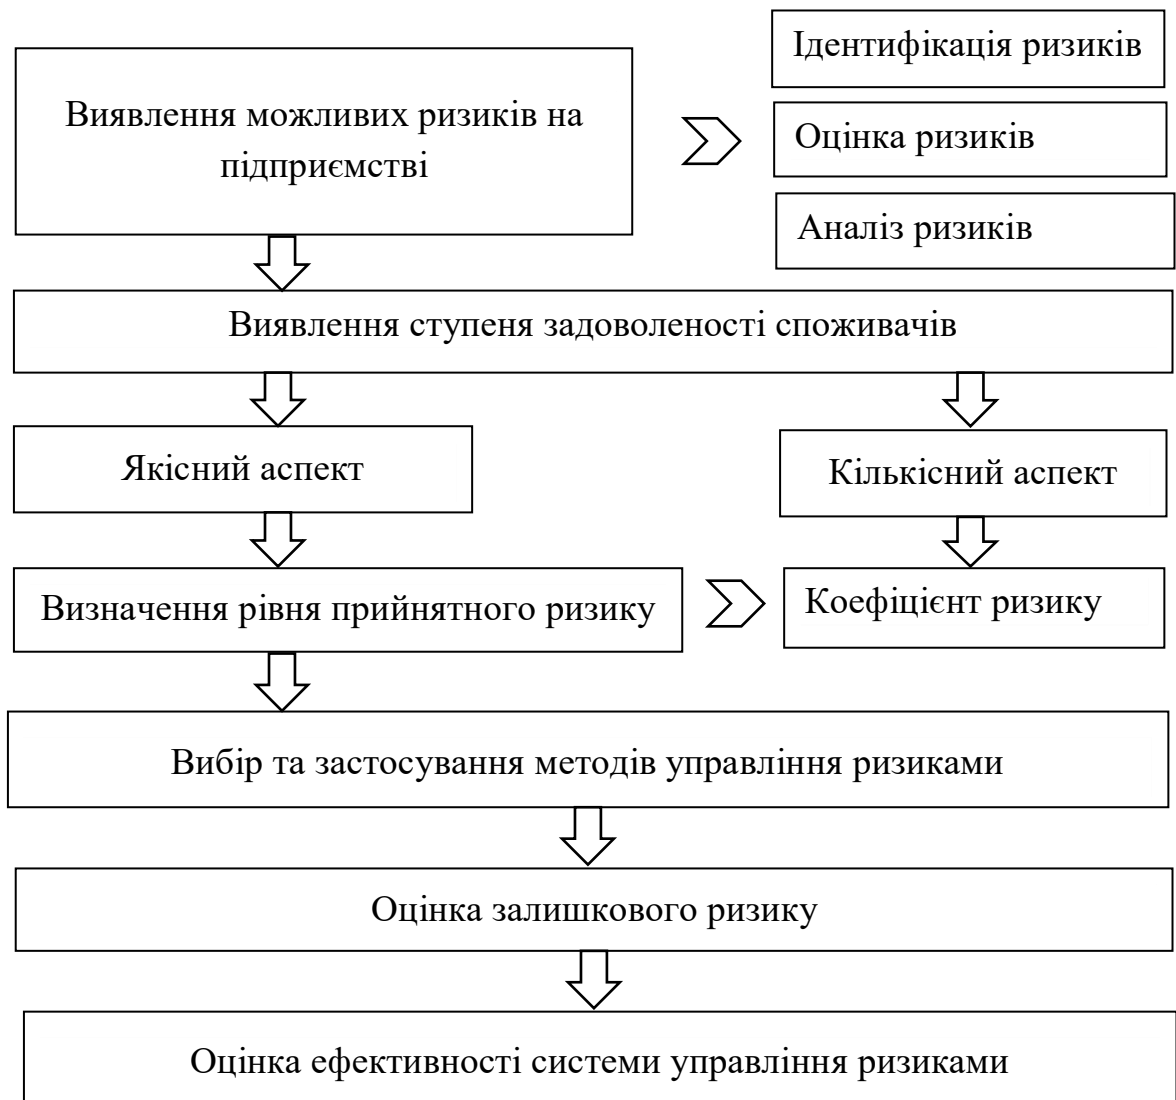 Виявлення можливих ризиків на
підприємстві
Ідентифікація ризиків
Оцінка ризиків
Аналіз ризиків
Виявлення ступеня задоволеності споживачів
Якісний аспект
Кількісний аспект
Визначення рівня прийнятного ризику
Коефіцієнт ризику
Вибір та застосування методів управління ризиками
Оцінка залишкового ризику
Оцінка ефективності системи управління ризиками